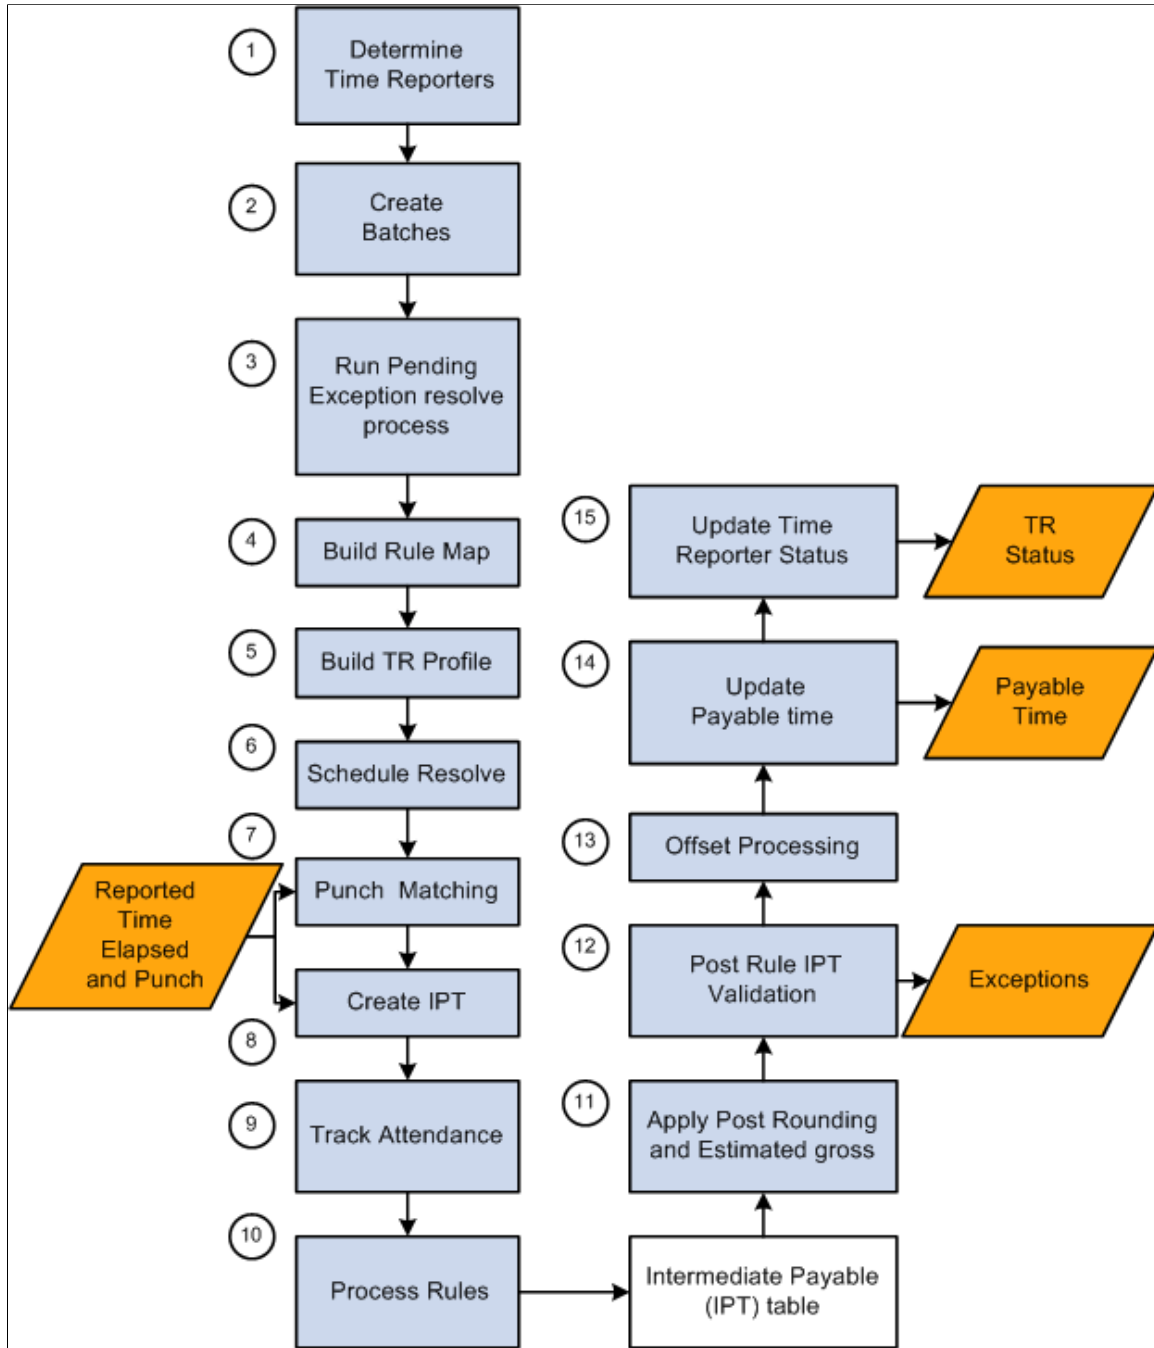 1
Determine
Time Reporters
2
Create
Batches
3
Run Pending
Exception resolve
process
4
Build Rule Map
5
Build TR Profile
6
Schedule Resolve
7
Punch Matching
Reported
Time
Elapsed
and Punch
Create IPT
8
9
Track Attendance
10
Process Rules
Intermediate Payable
(IPT) table
11
Apply Post Rounding
and Estimated gross
12
Post Rule IPT
Validation
Exceptions
13
Offset Processing
14
Update
Payable time
Payable
Time
15
Update Time
Reporter Status
TR
Status